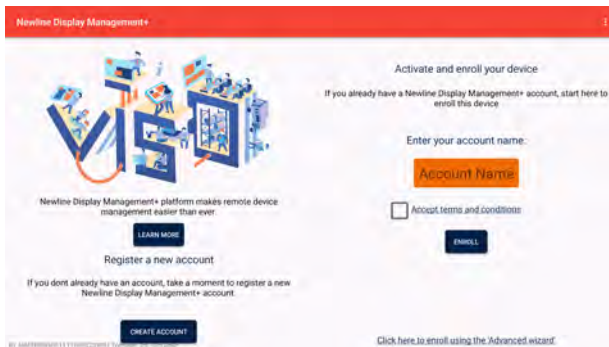 Newline Display Management+
VISO
Newline Display Management+ platform makes remote device
management easier than ever
LEARN MORE
Register a new account
If you dont already have an account, take a moment to register a new
Newline Display Management+ account
CREATE ACCOUNT
Activate and enroll your device
If you already have a Newline Display Management+ account, start here to
enroll this device
Enter your account name:
Account Name
Accept terms and conditions
ENROLL
Click here to enroll using the 'Advanced wizard'